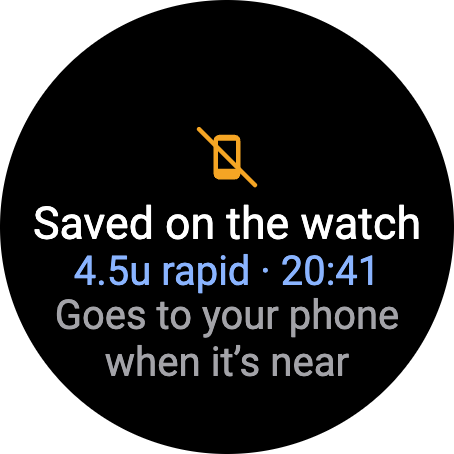 Saved on the watch
4.5u rapid · 20:41
Goes to your phone
when it’s near